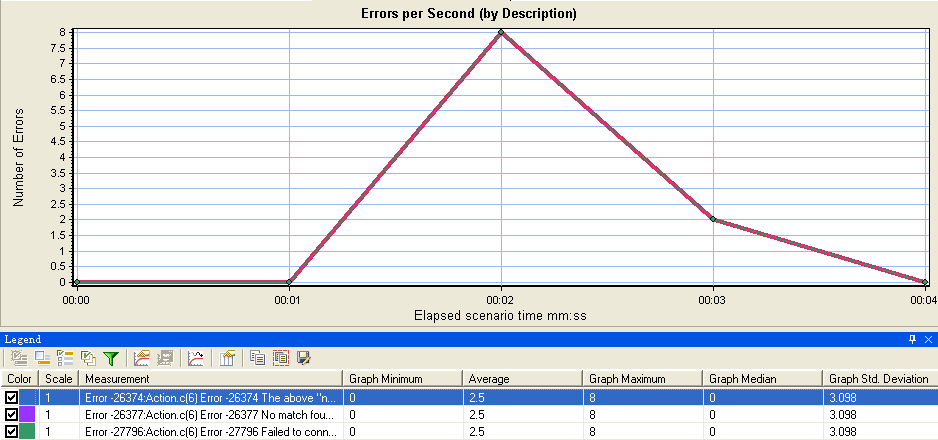 Errors per Second (by Description)
8
7.5
7
6.5
6
5.5
5
4.5
4
3.5
3
2.5
2
1.5
1
0.5
0
Number of Errors
00:00 00:01 00:02 00:03 00:04
Elapsed scenario time mm:ss
Legend
Color Scale Measurement Graph Minimum Average Graph Maximum Graph Median Graph Std. Deviation
1 Error -26374:Action.c(6) Error -26374 The above "n... 0 2.5 8 0 3.098
1 Error -26377:Action.c(6) Error -26377 No match fou... 0 2.5 8 0 3.098
1 Error -27796:Action.c(6) Error -27796 Failed to conn... 0 2.5 8 0 3.098